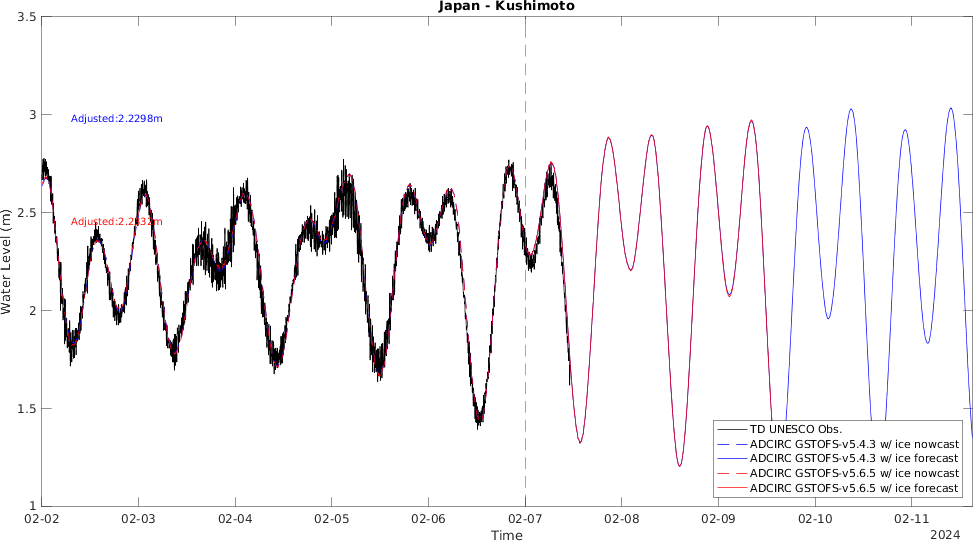 Japan - Kushimoto
3.5
3
2.5
2
1.5
1
Water Level (m)
Adjusted:2.2298m
Adjusted:2.2132m
TD UNESCO Obs.
ADCIRC GSTOFS-v5.4.3 w/ ice nowcast
ADCIRC GSTOFS-v5.4.3 w/ ice forecast
ADCIRC GSTOFS-v5.6.5 w/ ice nowcast
ADCIRC GSTOFS-v5.6.5 w/ ice forecast
02-02 02-03 02-04 02-05 02-06 02-07 02-08 02-09 02-10 02-11
Time
2024